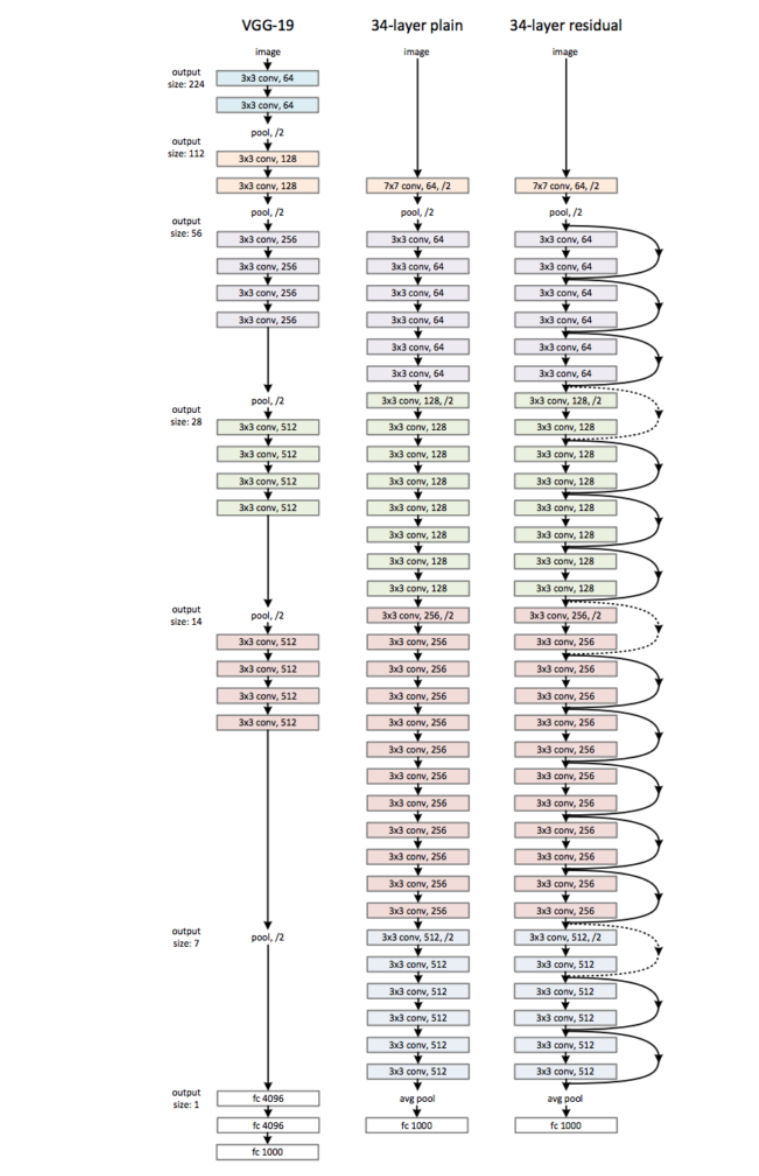 output
size: 224
output
size: 112
output
size: 56
output
size: 28
output
size: 14
output
size: 7
output
size: 1
VGG-19
image
3x3 conv, 64
3x3 conv, 64
pool, /2
3x3 conv, 128
3x3 conv, 128
pool, /2
3x3 conv, 256
3x3 conv, 256
3x3 conv, 256
3x3 conv, 256
pool, /2
3x3 conv, 512
3x3 conv, 512
3x3 conv, 512
3x3 conv, 512
pool, /2
3x3 conv, 512
3x3 conv, 512
3x3 conv, 512
3x3 conv, 512
pool, /2
fc 4096
fc 4096
fc 1000
34-layer plain
image
7x7 conv, 64, /2
pool, /2
3x3 conv, 64
3x3 conv, 64
3x3 conv, 64
3x3 conv, 64
3x3 conv, 64
3x3 conv, 64
3x3 conv, 128, /2
3x3 conv, 128
3x3 conv, 128
3x3 conv, 128
3x3 conv, 128
3x3 conv, 128
3x3 conv, 128
3x3 conv, 128
3x3 conv, 256, /2
3x3 conv, 256
3x3 conv, 256
3x3 conv, 256
3x3 conv, 256
3x3 conv, 256
3x3 conv, 256
3x3 conv, 256
3x3 conv, 256
3x3 conv, 256
3x3 conv, 256
3x3 conv, 256
3x3 conv, 512, /2
3x3 conv, 512
3x3 conv, 512
3x3 conv, 512
3x3 conv, 512
3x3 conv, 512
avg pool
fc 1000
34-layer residual
image
7x7 conv, 64, /2
pool, /2
3x3 conv, 64
3x3 conv, 64
3x3 conv, 64
3x3 conv, 64
3x3 conv, 64
3x3 conv, 64
3x3 conv, 128, /2
3x3 conv, 128
3x3 conv, 128
3x3 conv, 128
3x3 conv, 128
3x3 conv, 128
3x3 conv, 128
3x3 conv, 128
3x3 conv, 256, /2
3x3 conv, 256
3x3 conv, 256
3x3 conv, 256
3x3 conv, 256
3x3 conv, 256
3x3 conv, 256
3x3 conv, 256
3x3 conv, 256
3x3 conv, 256
3x3 conv, 256
3x3 conv, 256
3x3 conv, 512, /2
3x3 conv, 512
3x3 conv, 512
3x3 conv, 512
3x3 conv, 512
3x3 conv, 512
avg pool
fc 1000